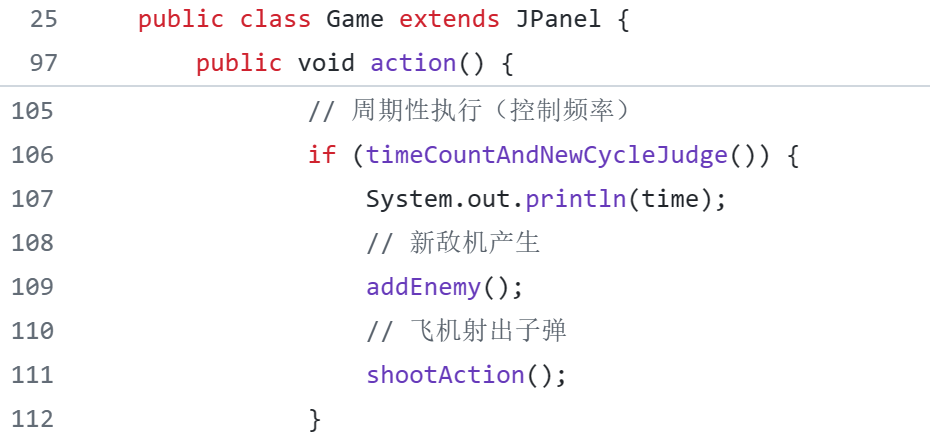 25 public class Game extends JPanel {
97 public void action() {
105 // 周期性执行（控制频率）
106 if (timeCountAndNewCycleJudge()) {
107 System.out.println(time);
108 // 新敌机产生
109 addEnemy();
110 // 飞机射出子弹
111 shootAction();
112 }